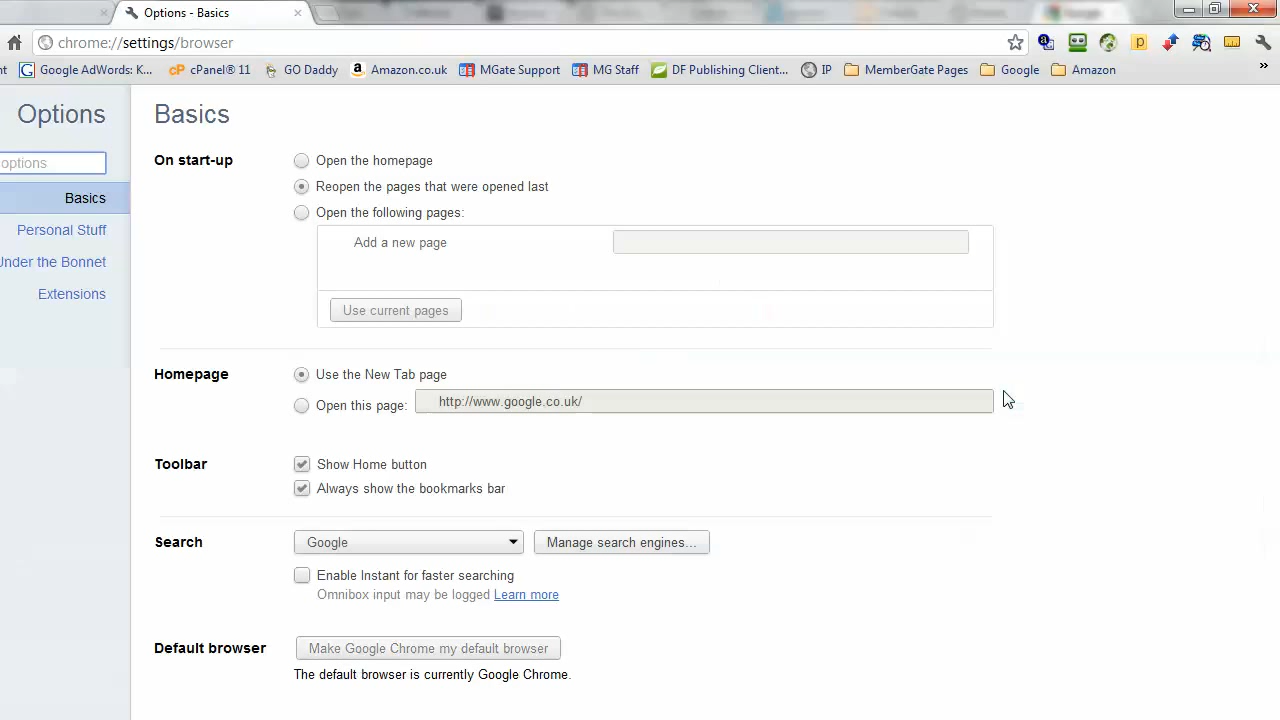 Options - Basics
chrome://settings/browser
nt Google AdWords: K... cPanel® 11 GO Daddy Amazon.co.uk MGate Support MG Staff DF Publishing Client... IP MemberGate Pages Google Amazon »
Options
options
Basics
Personal Stuff
Under the Bonnet
Extensions
Basics
On start-up
Open the homepage
Reopen the pages that were opened last
Open the following pages:
Add a new page
Use current pages
Homepage
Use the New Tab page
Open this page: http://www.google.co.uk/
Toolbar
Show Home button
Always show the bookmarks bar
Search
Google Manage search engines...
Enable Instant for faster searching
Omnibox input may be logged Learn more
Default browser
Make Google Chrome my default browser
The default browser is currently Google Chrome.